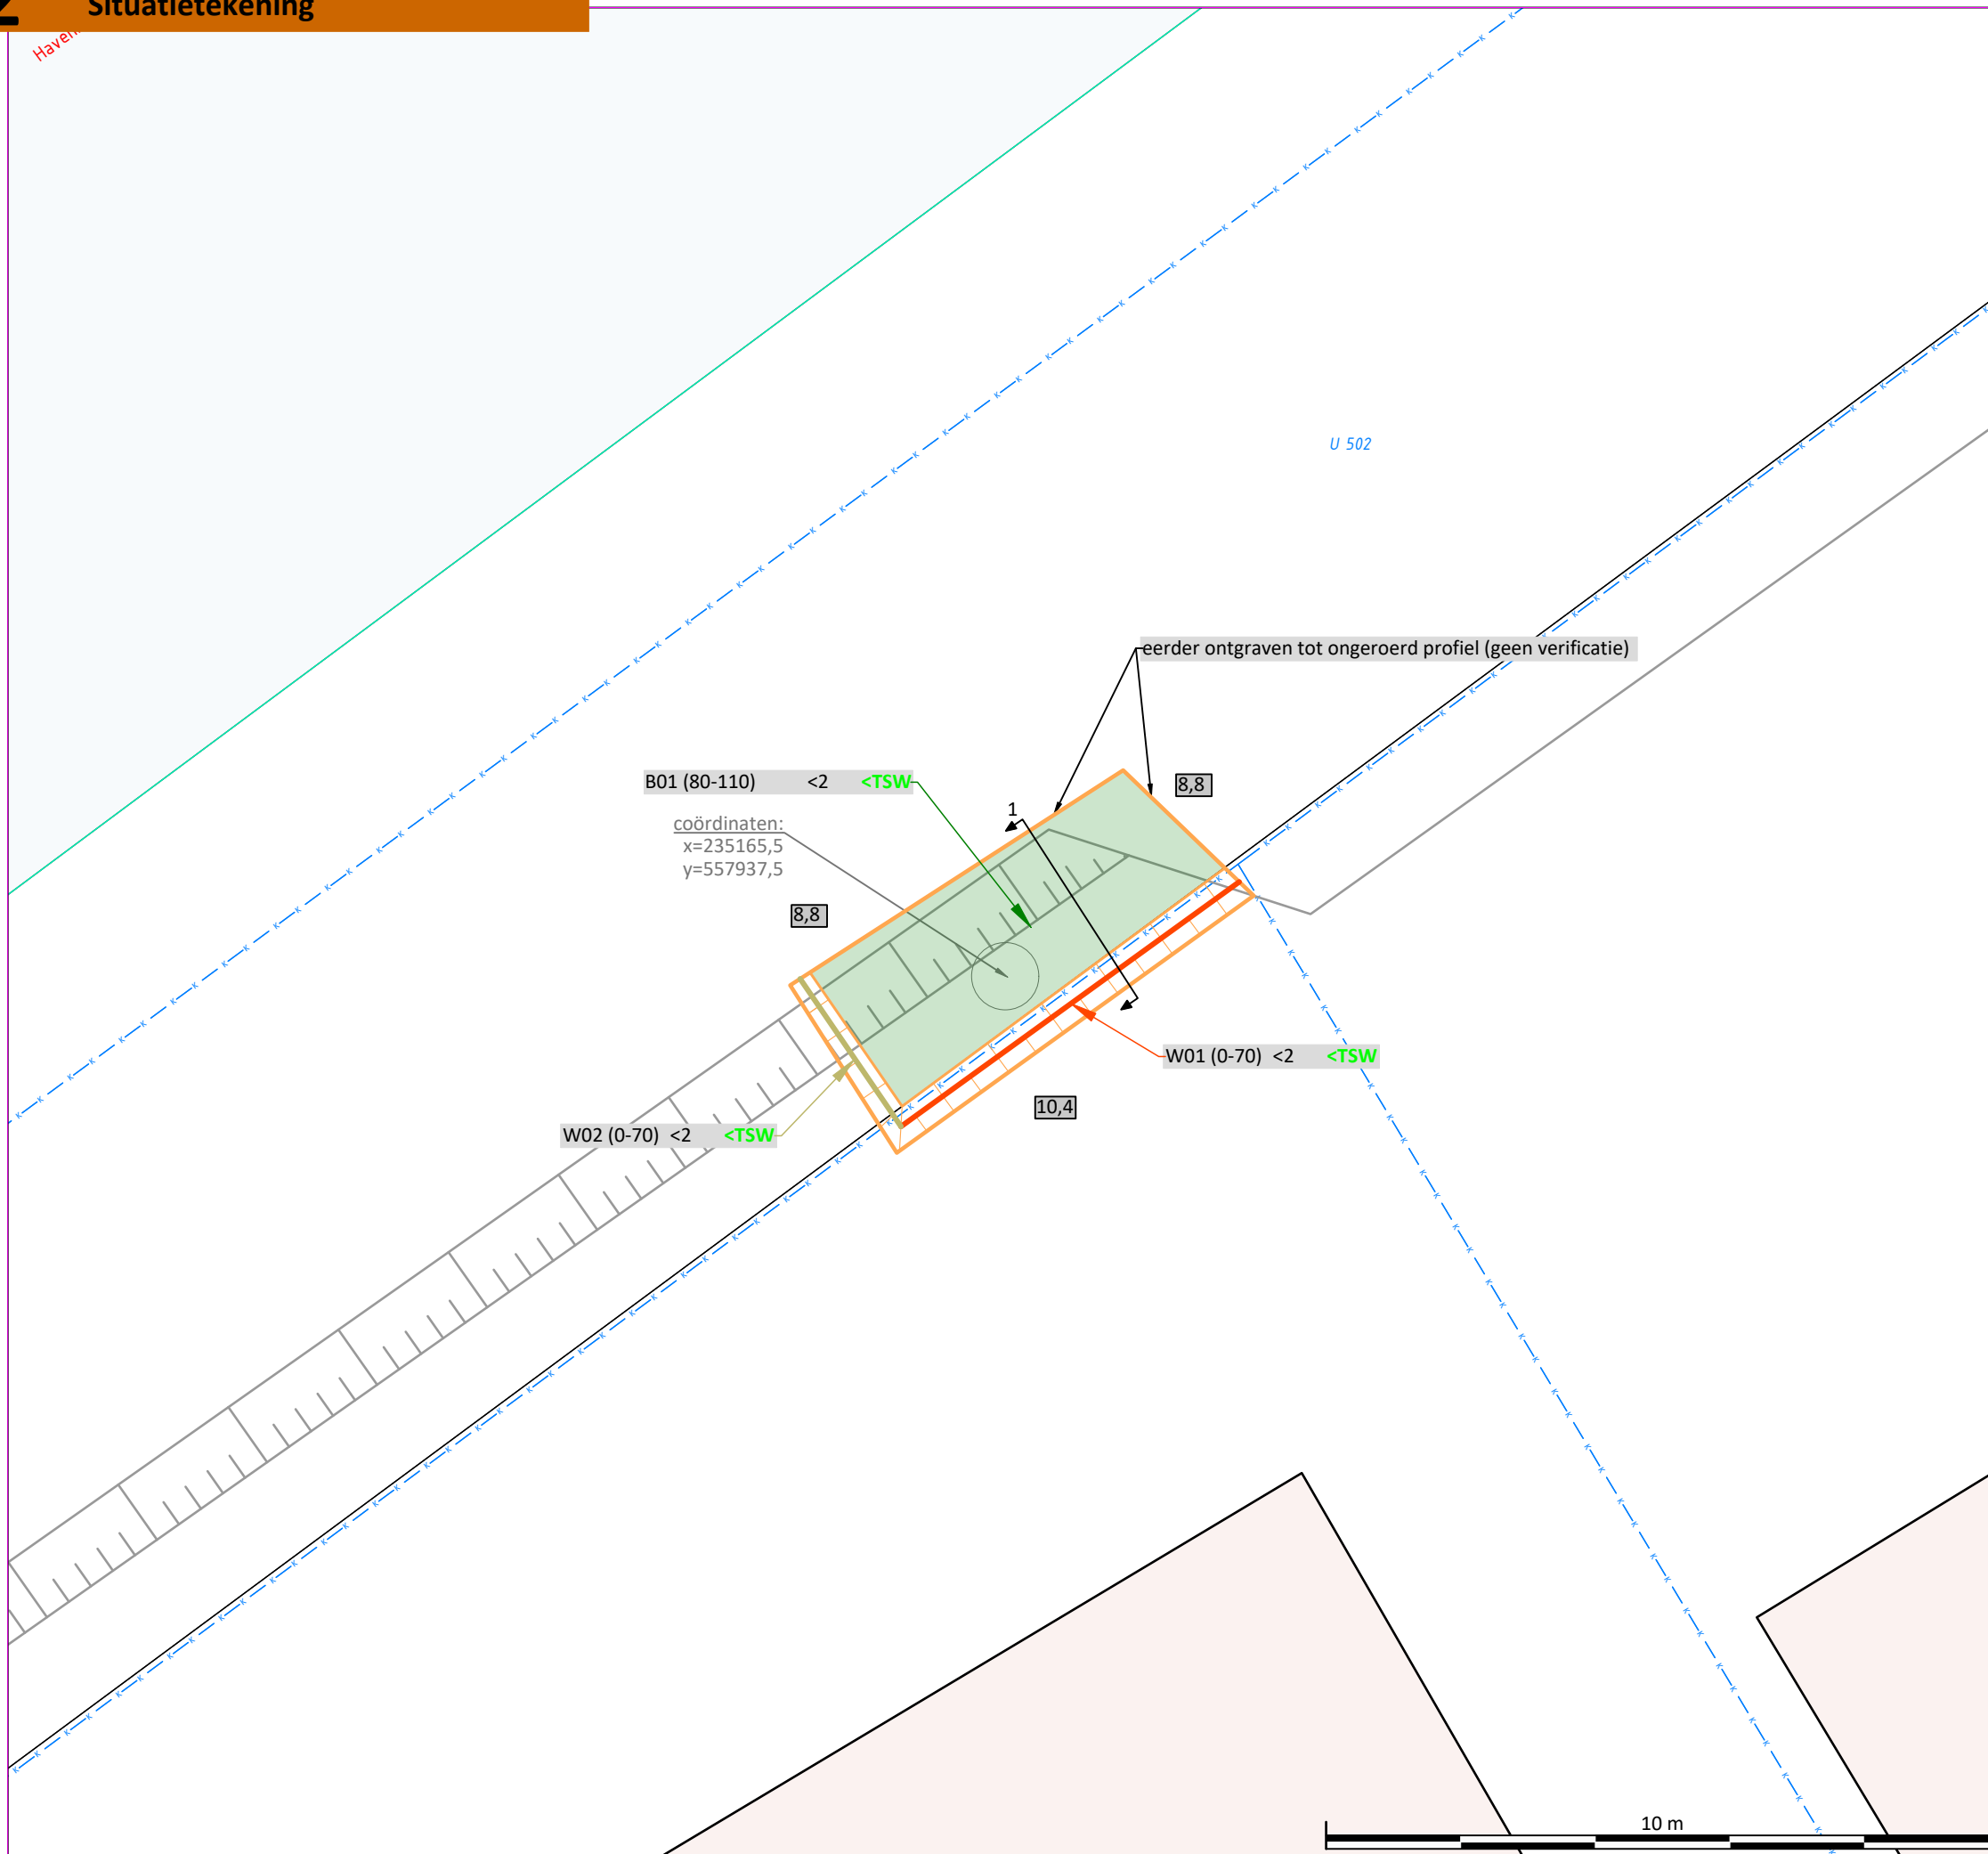 2 Situatietekening
U 502
eerder ontgraven tot ongeroerd profiel (geen verificatie)
B01 (80-110) <2 <TSW
8,8
1
coördinaten:
x=235165,5
y=557937,5
8,8
W01 (0-70) <2 <TSW
10,4
W02 (0-70) <2 <TSW
10 m